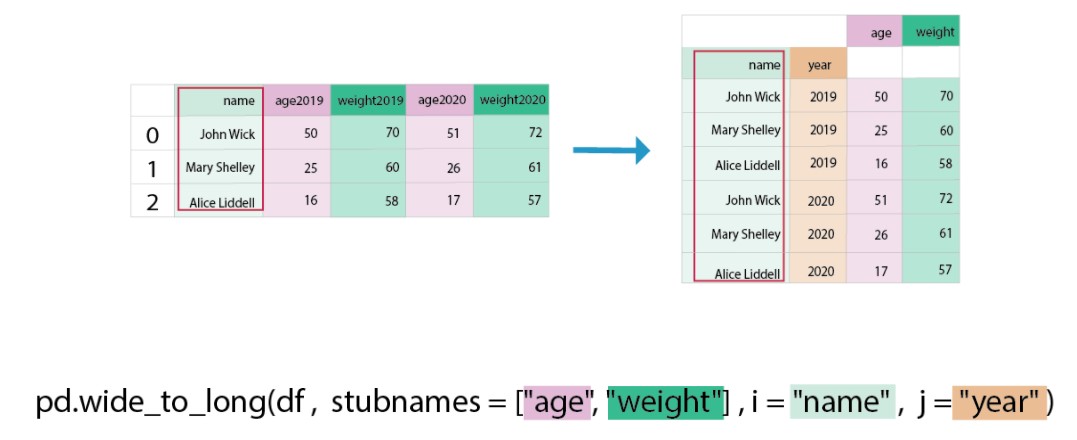 age weight
name year
John Wick 2019 50 70
Mary Shelley 2019 25 60
Alice Liddell 2019 16 58
John Wick 2020 51 72
Mary Shelley 2020 26 61
Alice Liddell 2020 17 57
name age2019 weight2019 age2020 weight2020
0 John Wick 50 70 51 72
1 Mary Shelley 25 60 26 61
2 Alice Liddell 16 58 17 57
pd.wide_to_long(df , stubnames = ["age", "weight"] , i = "name" , j = "year" )